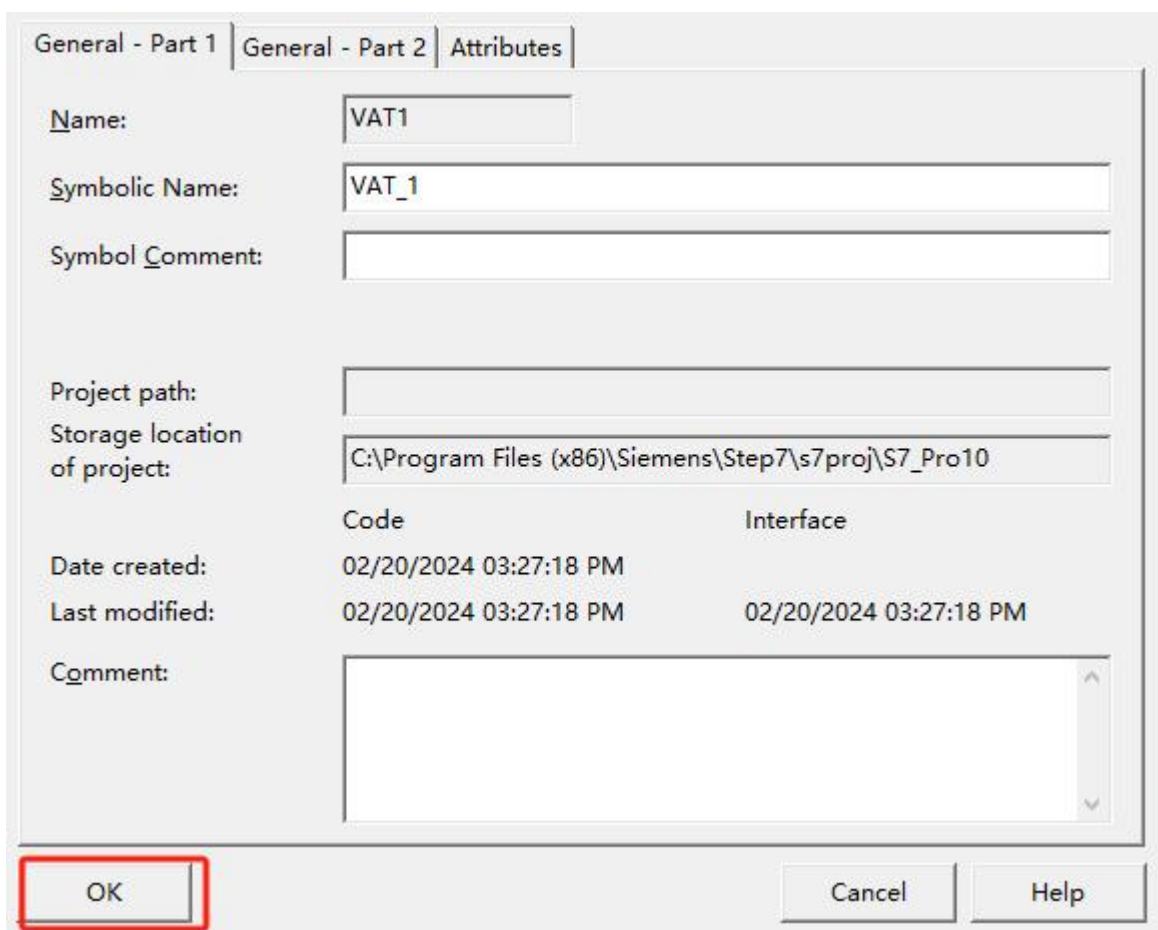 General - Part 1 General - Part 2 Attributes
Name: VAT1
Symbolic Name: VAT_1
Symbol Comment:
Project path:
Storage location
of project: C:\Program Files (x86)\Siemens\Step7\s7proj\S7_Pro10
Code Interface
Date created: 02/20/2024 03:27:18 PM
Last modified: 02/20/2024 03:27:18 PM 02/20/2024 03:27:18 PM
Comment:
OK Cancel Help